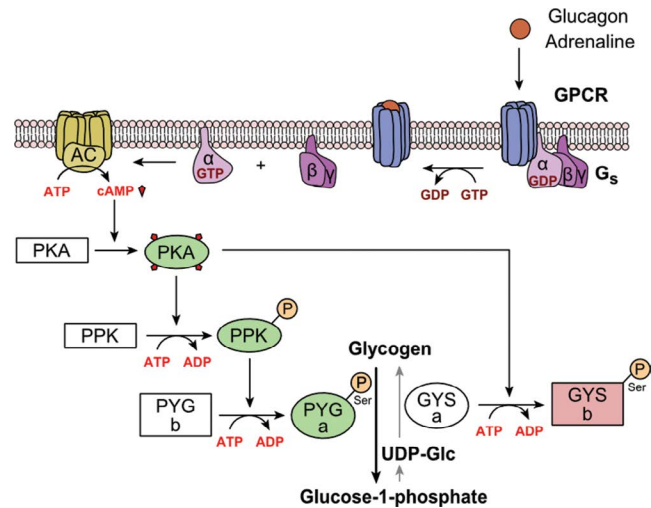 Glucagon
Adrenaline
GPCR
AC
ATP
cAMP
α
GTP
+
β
γ
GDP
GTP
α
GDP
β
γ
Gs
PKA
PKA
PPK
ATP
ADP
PPK
P
PYG
b
ATP
ADP
PYG
a
P
Ser
Glycogen
UDP-Glc
Glucose-1-phosphate
GYS
a
ATP
ADP
GYS
b
P
Ser